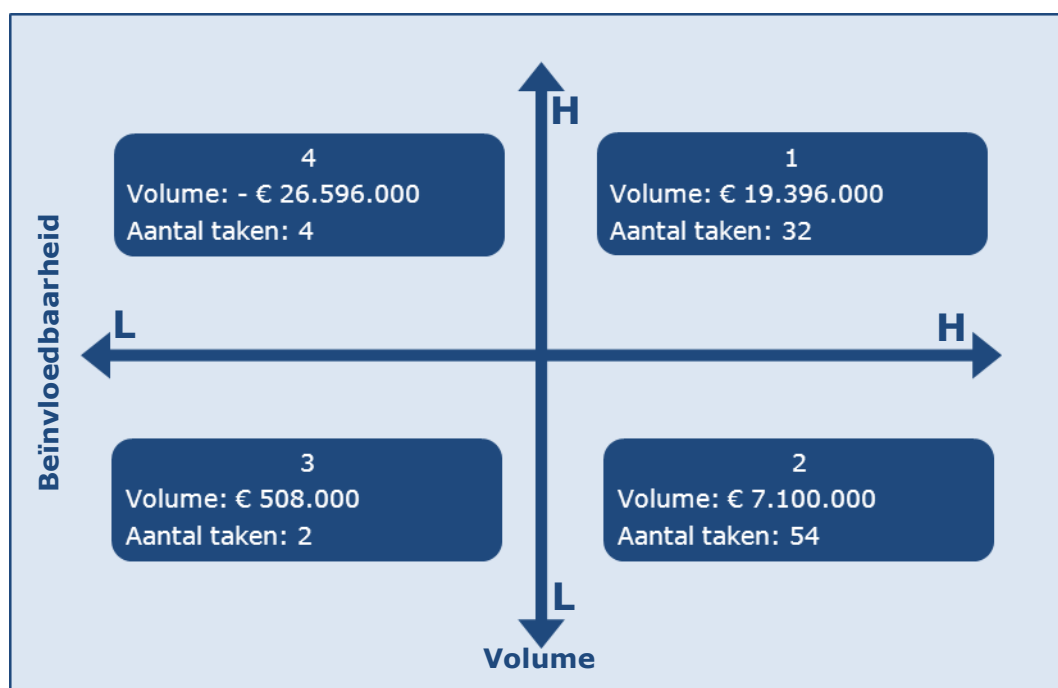 H
4
Volume: - € 26.596.000
Aantal taken: 4
1
Volume: € 19.396.000
Aantal taken: 32
Beïnvloedbaarheid
L
H
3
Volume: € 508.000
Aantal taken: 2
2
Volume: € 7.100.000
Aantal taken: 54
L
Volume